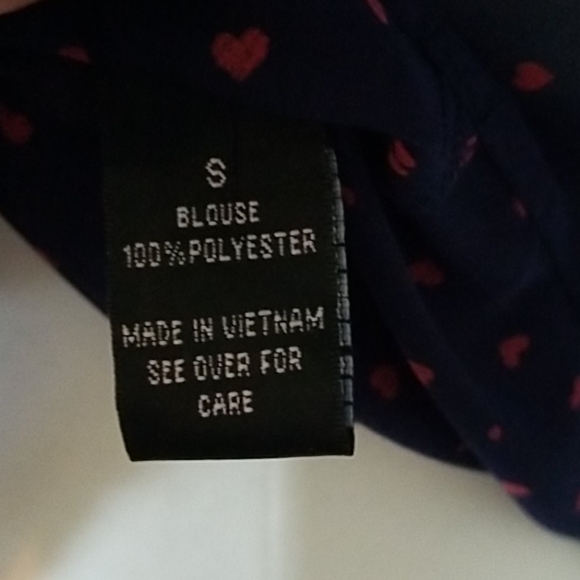 S
BLOUSE
100%POLYESTER
MADE IN VIETNAM
SEE OVER FOR
CARE